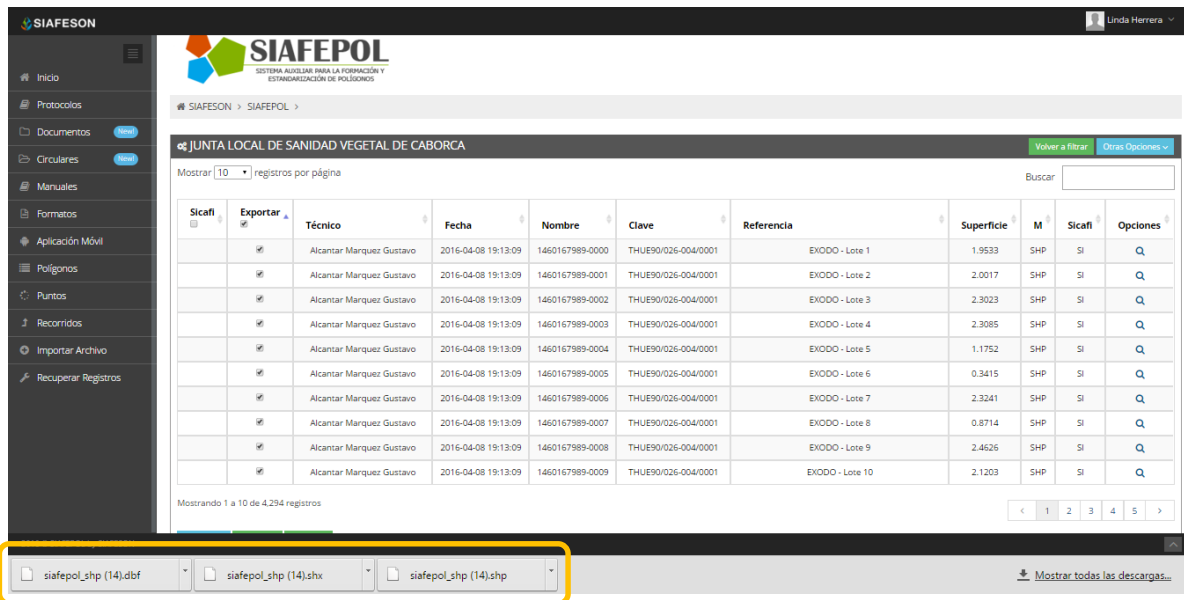 SIAFESON
Linda Herrera
SIAFEPOL
SISTEMA AUXILIAR PARA LA FORMACIÓN Y
ESTANDARIZACIÓN DE POLÍGONOS
Inicio
Protocolos
Documentos New!
Circulares New!
Manuales
Formatos
Aplicación Móvil
Polígonos
Puntos
Recorridos
Importar Archivo
Recuperar Registros
SIAFESON > SIAFEPOL >
JUNTA LOCAL DE SANIDAD VEGETAL DE CABORCA
Volver a filtrar
Otras Opciones
Mostrar 10 registros por página
Buscar
Sicafi Exportar Técnico Fecha Nombre Clave Referencia Superficie M Sicafi Opciones
Alcantar Marquez Gustavo 2016-04-08 19:13:09 1460167989-0000 THUE90/026-004/0001 EXODO - Lote 1 1.9533 SHP SI
Alcantar Marquez Gustavo 2016-04-08 19:13:09 1460167989-0001 THUE90/026-004/0001 EXODO - Lote 2 2.0017 SHP SI
Alcantar Marquez Gustavo 2016-04-08 19:13:09 1460167989-0002 THUE90/026-004/0001 EXODO - Lote 3 2.3023 SHP SI
Alcantar Marquez Gustavo 2016-04-08 19:13:09 1460167989-0003 THUE90/026-004/0001 EXODO - Lote 4 2.3085 SHP SI
Alcantar Marquez Gustavo 2016-04-08 19:13:09 1460167989-0004 THUE90/026-004/0001 EXODO - Lote 5 1.1752 SHP SI
Alcantar Marquez Gustavo 2016-04-08 19:13:09 1460167989-0005 THUE90/026-004/0001 EXODO - Lote 6 0.3415 SHP SI
Alcantar Marquez Gustavo 2016-04-08 19:13:09 1460167989-0006 THUE90/026-004/0001 EXODO - Lote 7 2.3241 SHP SI
Alcantar Marquez Gustavo 2016-04-08 19:13:09 1460167989-0007 THUE90/026-004/0001 EXODO - Lote 8 0.8714 SHP SI
Alcantar Marquez Gustavo 2016-04-08 19:13:09 1460167989-0008 THUE90/026-004/0001 EXODO - Lote 9 2.4626 SHP SI
Alcantar Marquez Gustavo 2016-04-08 19:13:09 1460167989-0009 THUE90/026-004/0001 EXODO - Lote 10 2.1203 SHP SI
Mostrando 1 a 10 de 4,294 registros
< 1 2 3 4 5 >
siafepol_shp (14).dbf
siafepol_shp (14).shx
siafepol_shp (14).shp
Mostrar todas las descargas...